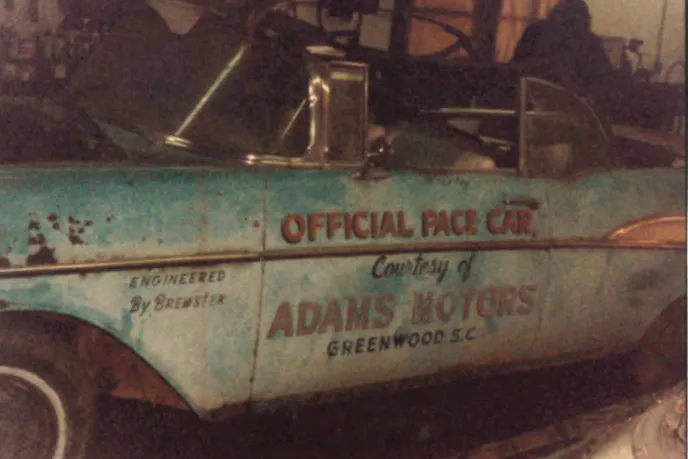 OFFICIAL PACE CAR
Courtesy of
ADAMS MOTORS
GREENWOOD S.C
ENGINEERED
By BREWSTER